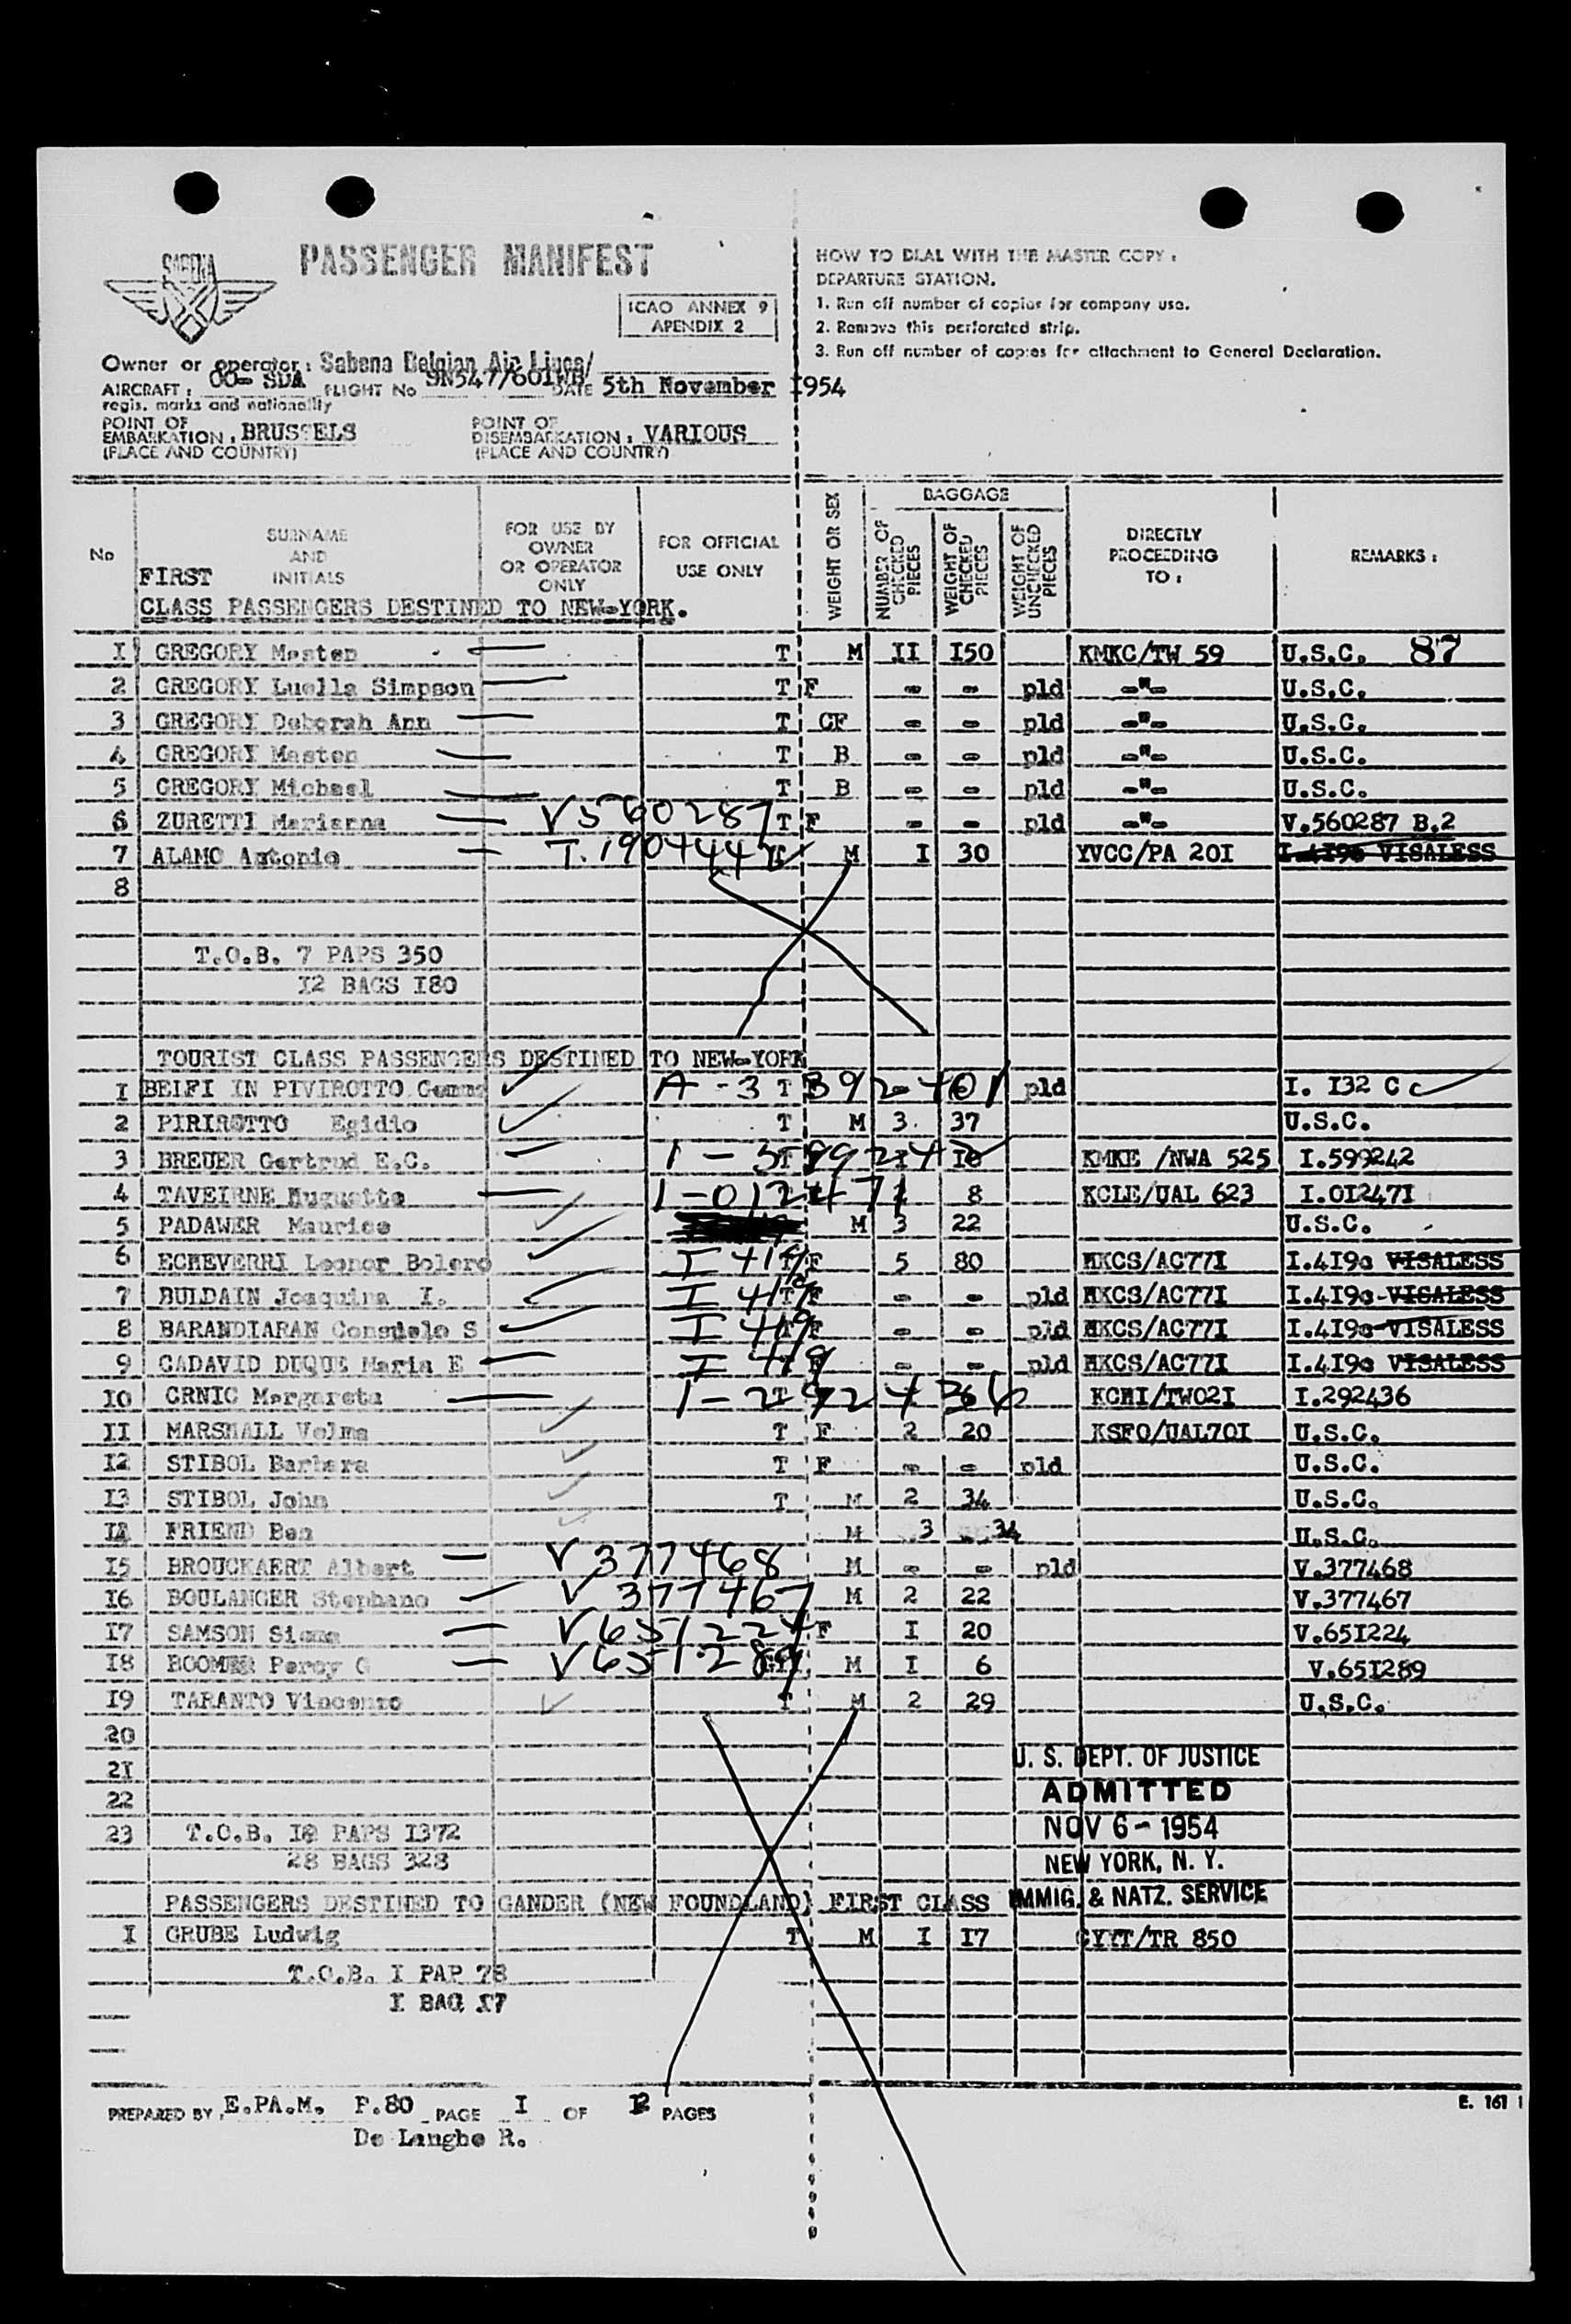 SABENA
PASSENGER MANIFEST
ICAO ANNEX 9
APENDIX 2
HOW TO DEAL WITH THE MASTER COPY :
DEPARTURE STATION.
1. Run off number of copies for company use.
2. Remove this perforated strip.
3. Run off number of copies for attachment to General Declaration.
Owner or operator: Sabena Belgian Air Lines/
AIRCRAFT: OO-SDA FLIGHT No SN547/601WB DATE 5th November I954
regis. marks and nationality
POINT OF EMBARKATION: BRUSSELS POINT OF DISEMBARKATION: VARIOUS
(PLACE AND COUNTRY) (PLACE AND COUNTRY)
No SURNAME AND INITIALS FOR USE BY OWNER OR OPERATOR ONLY FOR OFFICIAL USE ONLY WEIGHT OR SEX BAGGAGE NUMBER OF CHECKED PIECES WEIGHT OF CHECKED PIECES WEIGHT OF UNCHECKED PIECES DIRECTLY PROCEEDING TO: REMARKS:
FIRST
CLASS PASSENGERS DESTINED TO NEW-YORK.
I GREGORY Masten T M II I50 KMKC/TW 59 U.S.C. 87
2 GREGORY Luella Simpson T F - - pld -"- U.S.C.
3 GREGORY Deborah Ann T CF - - pld -"- U.S.C.
4 GREGORY Masten T B - - pld -"- U.S.C.
5 GREGORY Michael T B - - pld -"- U.S.C.
6 ZURETTI Marianna V560287 T F - - pld -"- V.560287 B.2
7 ALAMO Antonio T.190444 M I 30 YVCC/PA 20I I.4I9c VISALESS
8
T.O.B. 7 PAPS 350
I2 BAGS I80
TOURIST CLASS PASSENGERS DESTINED TO NEW-YORK
I BELFI IN PIVIROTTO Gemma A-3 T 392-401 pld I. I32 C
2 PIRIROTTO Egidio T M 3. 37 U.S.C.
3 BREUER Gertrud E.C. I-599242 KMKE /NWA 525 I.599242
4 TAVEIRNE Muguette I-012471 8 KCLE/UAL 623 I.0I247I
5 PADAWER Maurice M 3 22 U.S.C.
6 ECHEVERRI Leonor Bolero I 419 F 5 80 MKCS/AC77I I.4I9c VISALESS
7 BULDAIN Joaquina I. I 419 F - - pld MKCS/AC77I I.4I9c-VISALESS
8 BARANDIARAN Consuelo S I 419 F - - pld MKCS/AC77I I.4I9c-VISALESS
9 CADAVID DUQUE Maria E I 419 - - pld MKCS/AC77I I.4I9c VISALESS
I0 CRNIC Margareta I-292436 KCHI/TW02I I.292436
II MARSHALL Velma T F 2 20 KSFO/UAL70I U.S.C.
I2 STIBOL Barbara T F - - pld U.S.C.
I3 STIBOL John T M 2 34 U.S.C.
I4 FRIEND Ben M 3 34 U.S.C.
I5 BROUCKAERT Albert V 377468 M - - pld V.377468
I6 BOULANGER Stephano V 377467 M 2 22 V.377467
I7 SAMSON Siona V651224 F I 20 V.65I224
I8 BOOMER Percy G V651289 M I 6 V.65I289
I9 TARANTO Vincenzo T M 2 29 U.S.C.
20
21
22
23 T.O.B. I9 PAPS I372
28 BAGS 328
U. S. DEPT. OF JUSTICE
ADMITTED
NOV 6 - 1954
NEW YORK, N. Y.
IMMIG. & NATZ. SERVICE
PASSENGERS DESTINED TO GANDER (NEW FOUNDLAND) FIRST CLASS
I GRUBE Ludwig T M I I7 CYYT/TR 850
T.O.B. I PAP 78
I BAG I7
PREPARED BY: E.PA.M. P.80 PAGE I OF 2 PAGES
De Langhe R.
E. 161 1